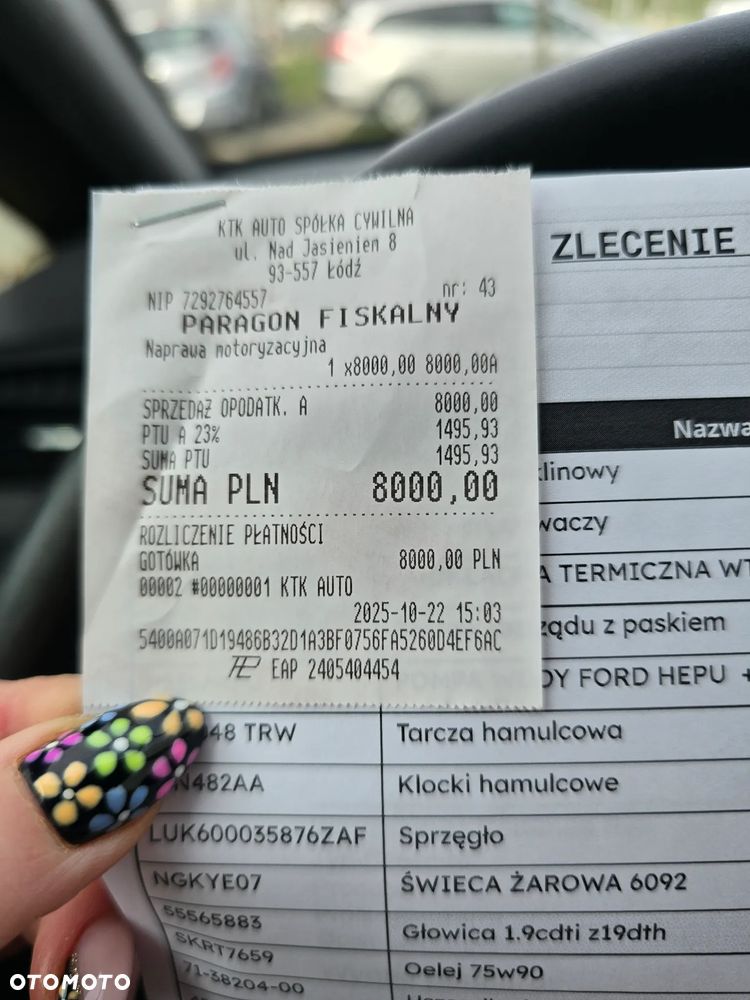 KTK AUTO SPÓŁKA CYWILNA
ul. Nad Jasieniem 8
93-557 Łódź
NIP 7292764557 nr: 43
PARAGON FISKALNY
Naprawa motoryzacyjna
1 x8000,00 8000,00A
SPRZEDAŻ OPODATK. A 8000,00
PTU A 23% 1495,93
SUMA PTU 1495,93
SUMA PLN 8000,00
ROZLICZENIE PŁATNOŚCI
GOTÓWKA 8000,00 PLN
00002 #00000001 KTK AUTO
2025-10-22 15:03
5400A071D19486B32D1A3BF0756FA5260D4EF6AC
EAP 2405404454
ZLECENIE
Nazwa
klinowy
waczy
A TERMICZNA WT
ządu z paskiem
DY FORD HEPU +
48 TRW Tarcza hamulcowa
N482AA Klocki hamulcowe
LUK600035876ZAF Sprzęgło
NGKYE07 ŚWIECA ŻAROWA 6092
55565883 Głowica 1.9cdti z19dth
SKRT7659 Oelej 75w90
71-38204-00
OTOMOTO